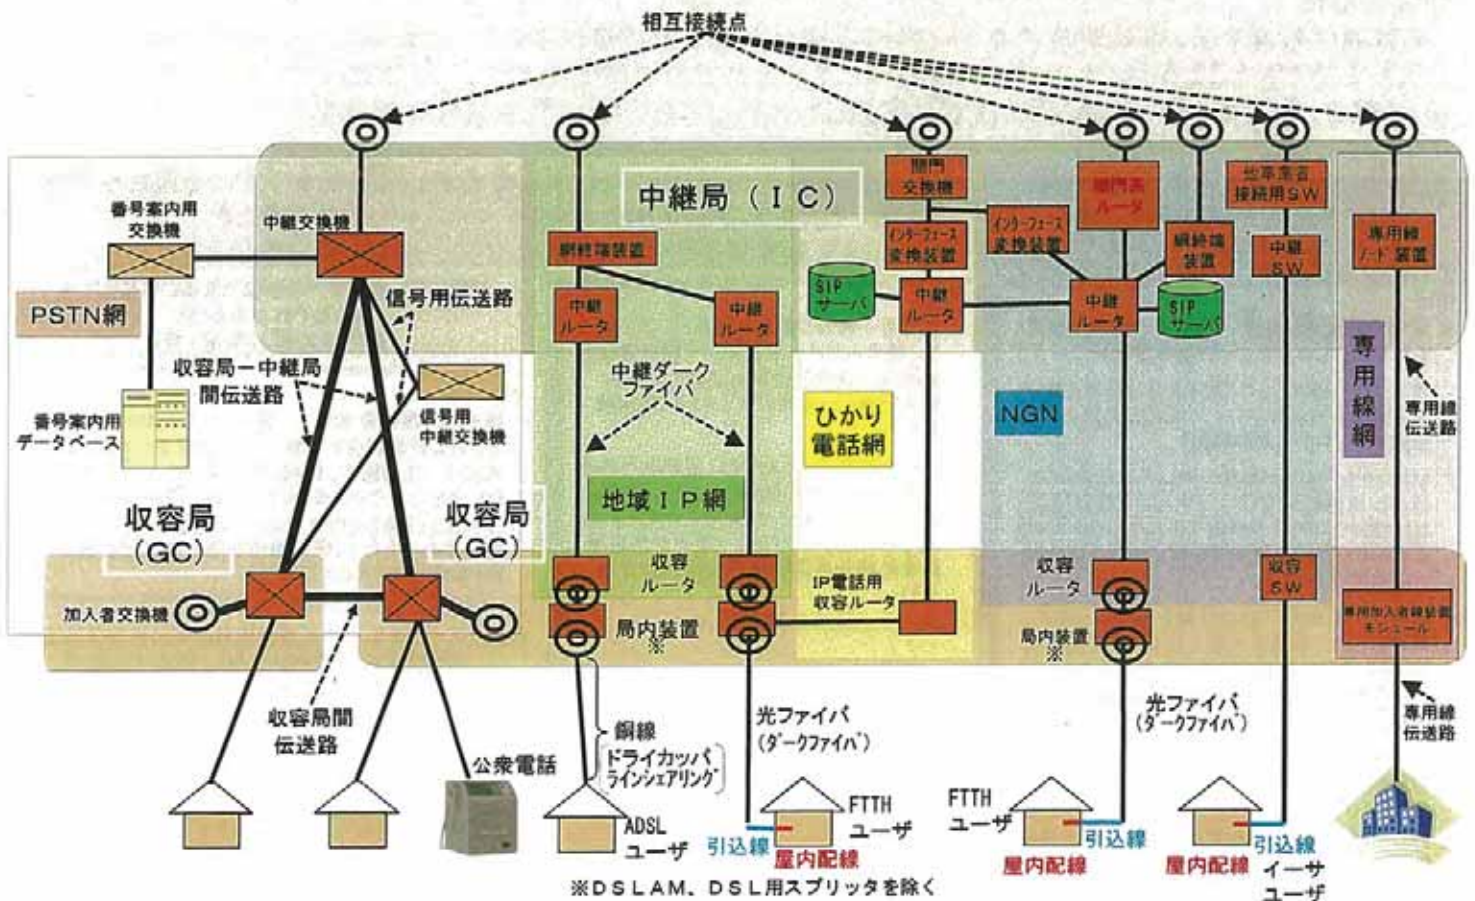 相互接続点
番号案内用
交換機
中継交換機
中継局（ＩＣ）
関門
交換機
インターフェース
変換装置
インターフェース
変換装置
関門系
ルータ
網終端
装置
他事業者
接続用ＳＷ
中継
ＳＷ
専用線
ノード装置
網終端装置
中継
ルータ
中継
ルータ
SIP
サーバ
中継
ルータ
中継
ルータ
SIP
サーバ
PSTN網
信号用伝送路
収容局ー中継局
間伝送路
信号用
中継交換機
番号案内用
データベース
中継ダーク
ファイバ
ひかり
電話網
NGN
専用線網
専用線
伝送路
地域ＩＰ網
収容局
(GC)
収容局
(GC)
加入者交換機
収容
ルータ
局内装置
※
IP電話用
収容ルータ
収容
ルータ
局内装置
※
収容
ＳＷ
専用加入者線装置
モジュール
収容局間
伝送路
公衆電話
銅線
ドライカッパ
ラインシェアリング
光ファイバ
(ダークファイバ)
光ファイバ
(ダークファイバ)
専用線
伝送路
ADSL
ユーザ
引込線
屋内配線
FTTH
ユーザ
FTTH
ユーザ
屋内配線
引込線
屋内配線
引込線
イーサ
ユーザ
※ＤＳＬＡＭ、ＤＳＬ用スプリッタを除く